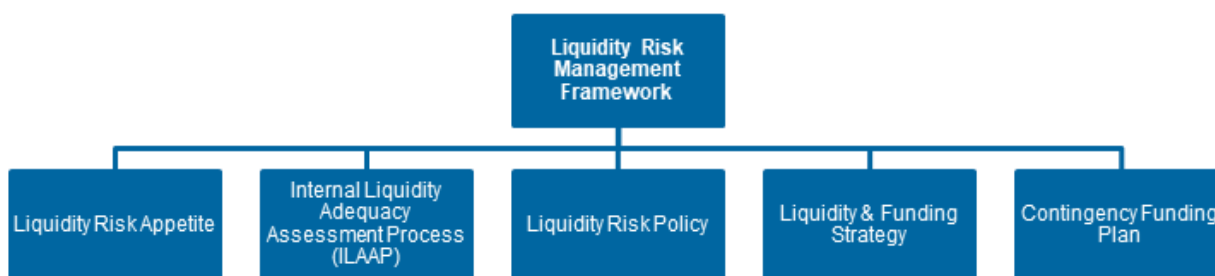 Liquidity Risk
Management
Framework
Liquidity Risk Appetite
Internal Liquidity
Adequacy
Assessment Process
(ILAAP)
Liquidity Risk Policy
Liquidity & Funding
Strategy
Contingency Funding
Plan